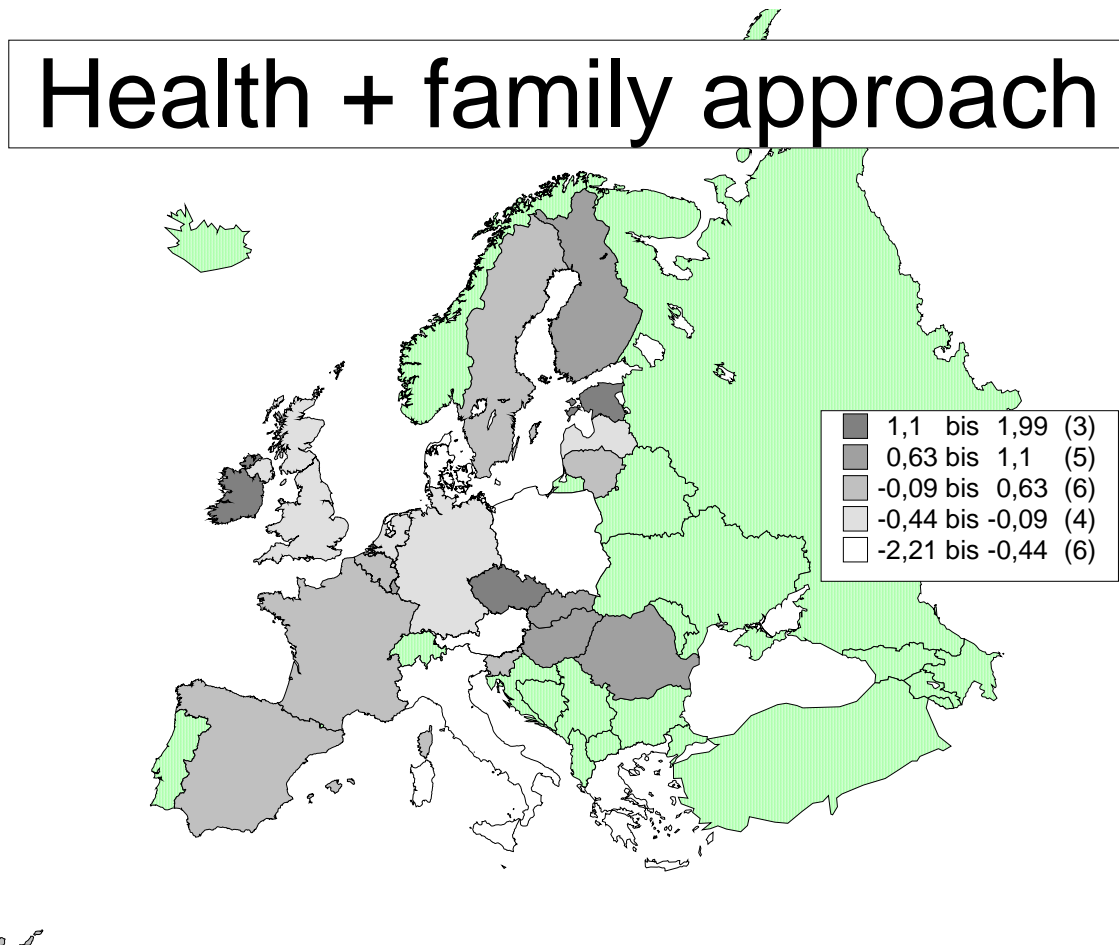 Health + family approach
1,1 bis 1,99 (3)
0,63 bis 1,1 (5)
-0,09 bis 0,63 (6)
-0,44 bis -0,09 (4)
-2,21 bis -0,44 (6)